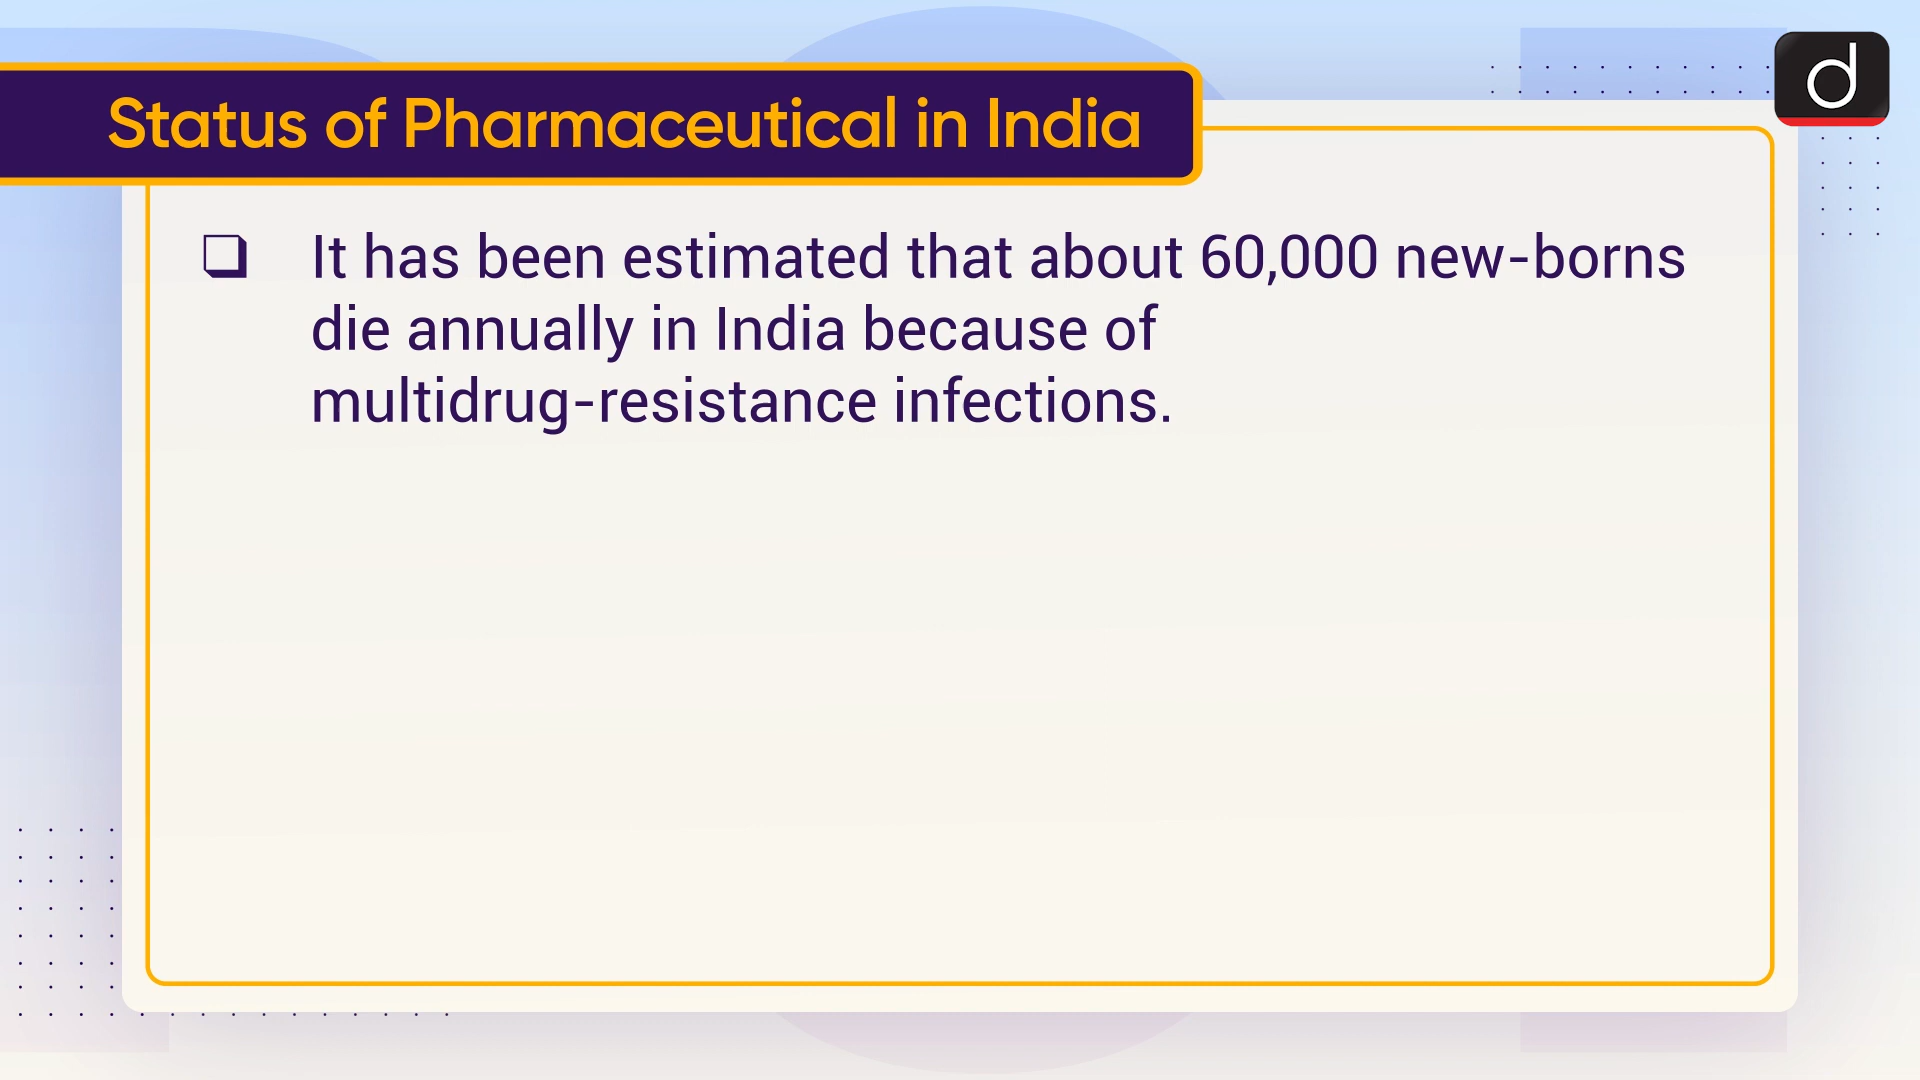 Status of Pharmaceutical in India
d
❑ It has been estimated that about 60,000 new-borns
die annually in India because of
multidrug-resistance infections.